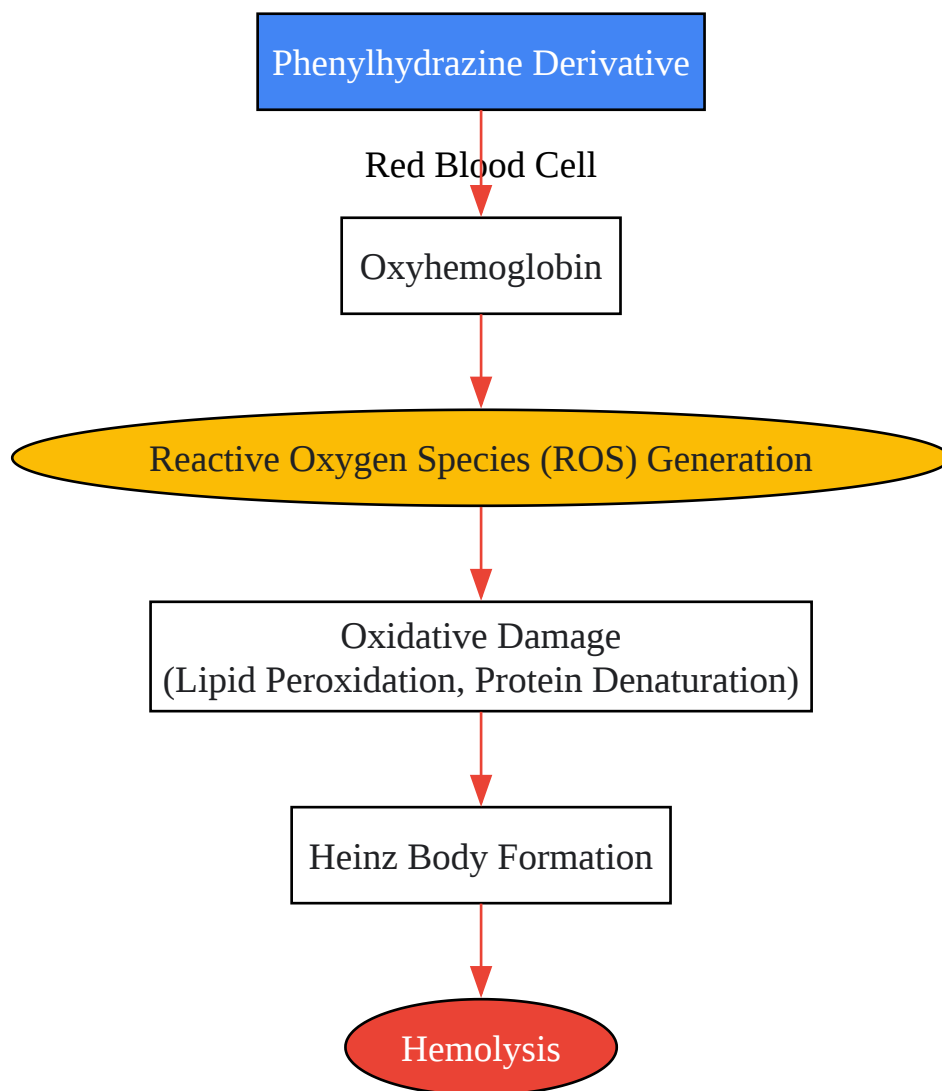 Phenylhydrazine Derivative
Red Blood Cell
Oxyhemoglobin
Reactive Oxygen Species (ROS) Generation
Oxidative Damage
(Lipid Peroxidation, Protein Denaturation)
Heinz Body Formation
Hemolysis